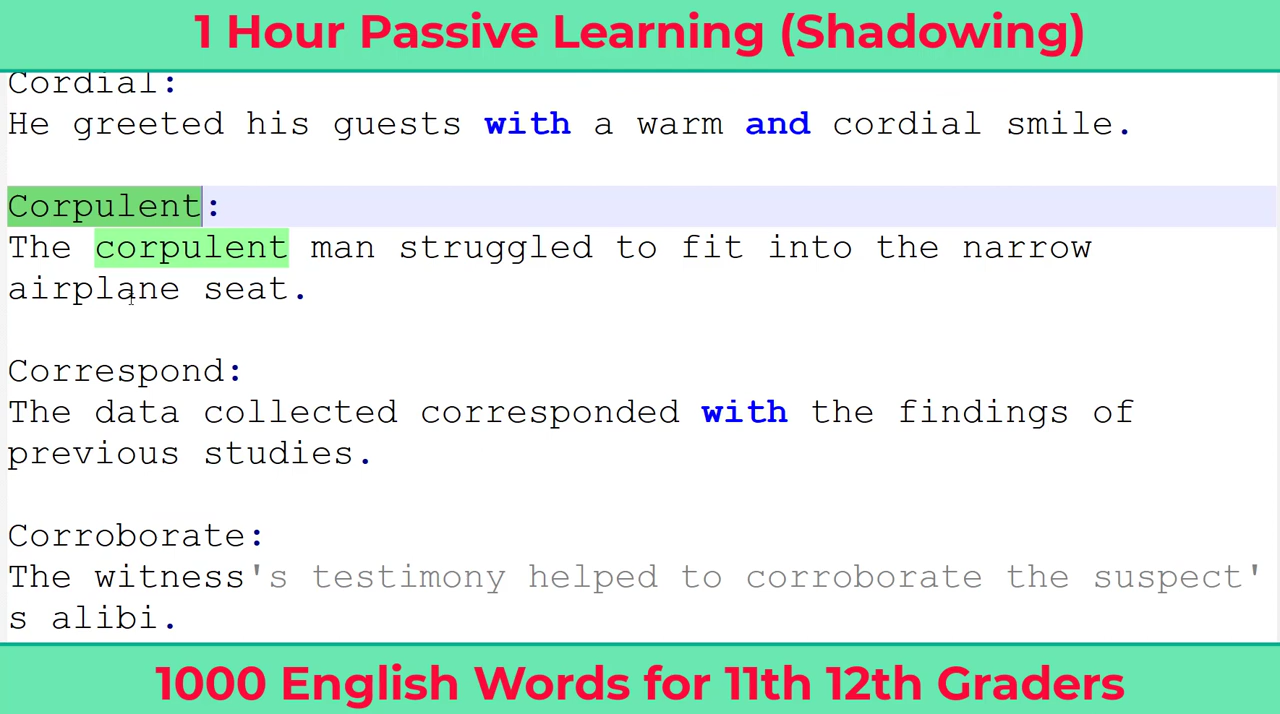 1 Hour Passive Learning (Shadowing)
Cordial:
He greeted his guests with a warm and cordial smile.
Corpulent:
The corpulent man struggled to fit into the narrow
airplane seat.
Correspond:
The data collected corresponded with the findings of
previous studies.
Corroborate:
The witness's testimony helped to corroborate the suspect'
s alibi.
1000 English Words for 11th 12th Graders